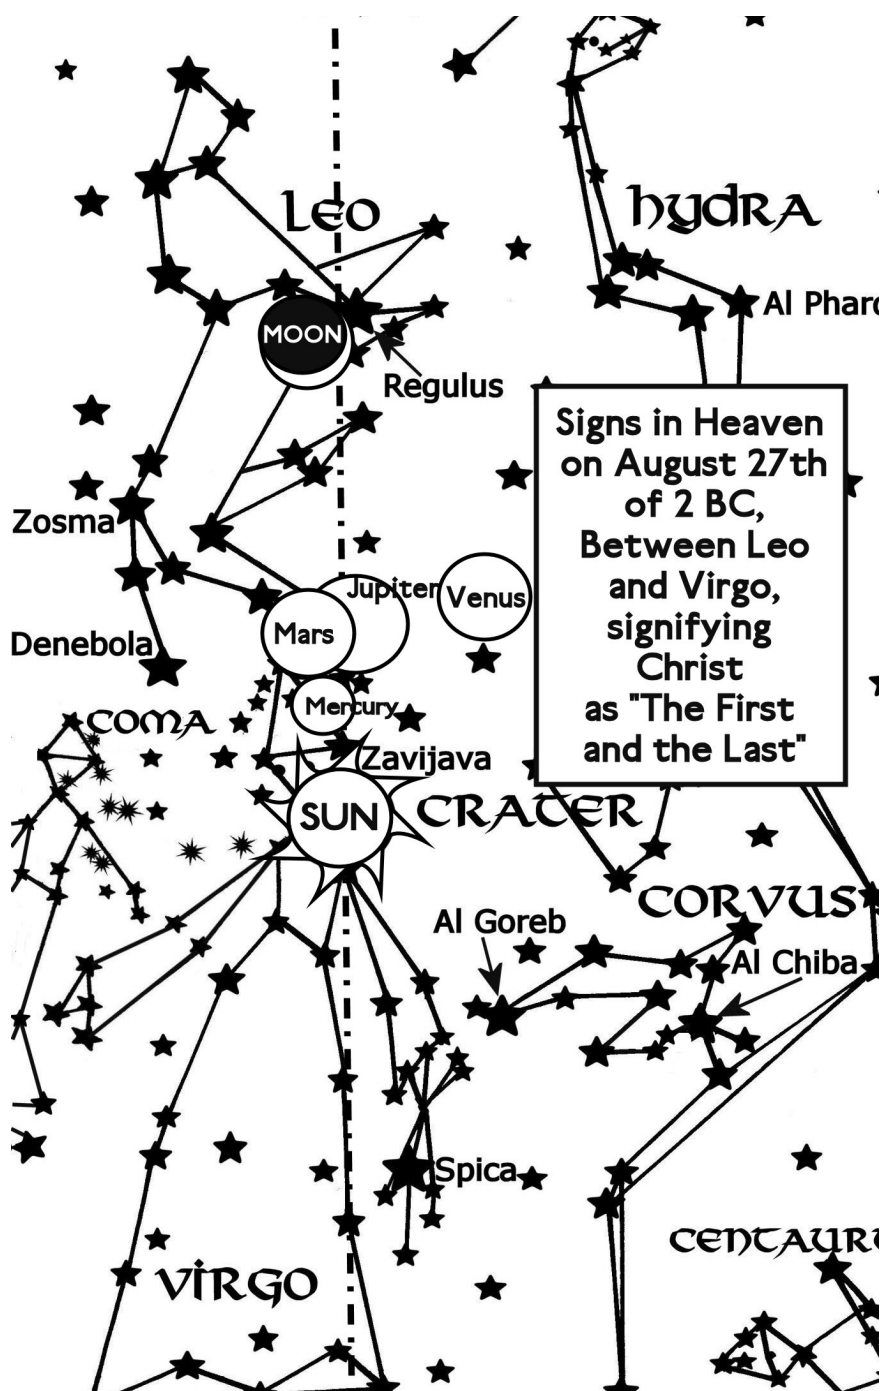 LEO
hydRA
MOON
Al Phard
Regulus
Signs in Heaven
on August 27th
of 2 BC,
Between Leo
and Virgo,
signifying
Christ
as "The First
and the Last"
Zosma
Jupiter
Venus
Mars
Denebola
Mercury
COMA
Zavijava
SUN
CRATER
CORVUS
Al Goreb
Al Chiba
Spica
VIRGO